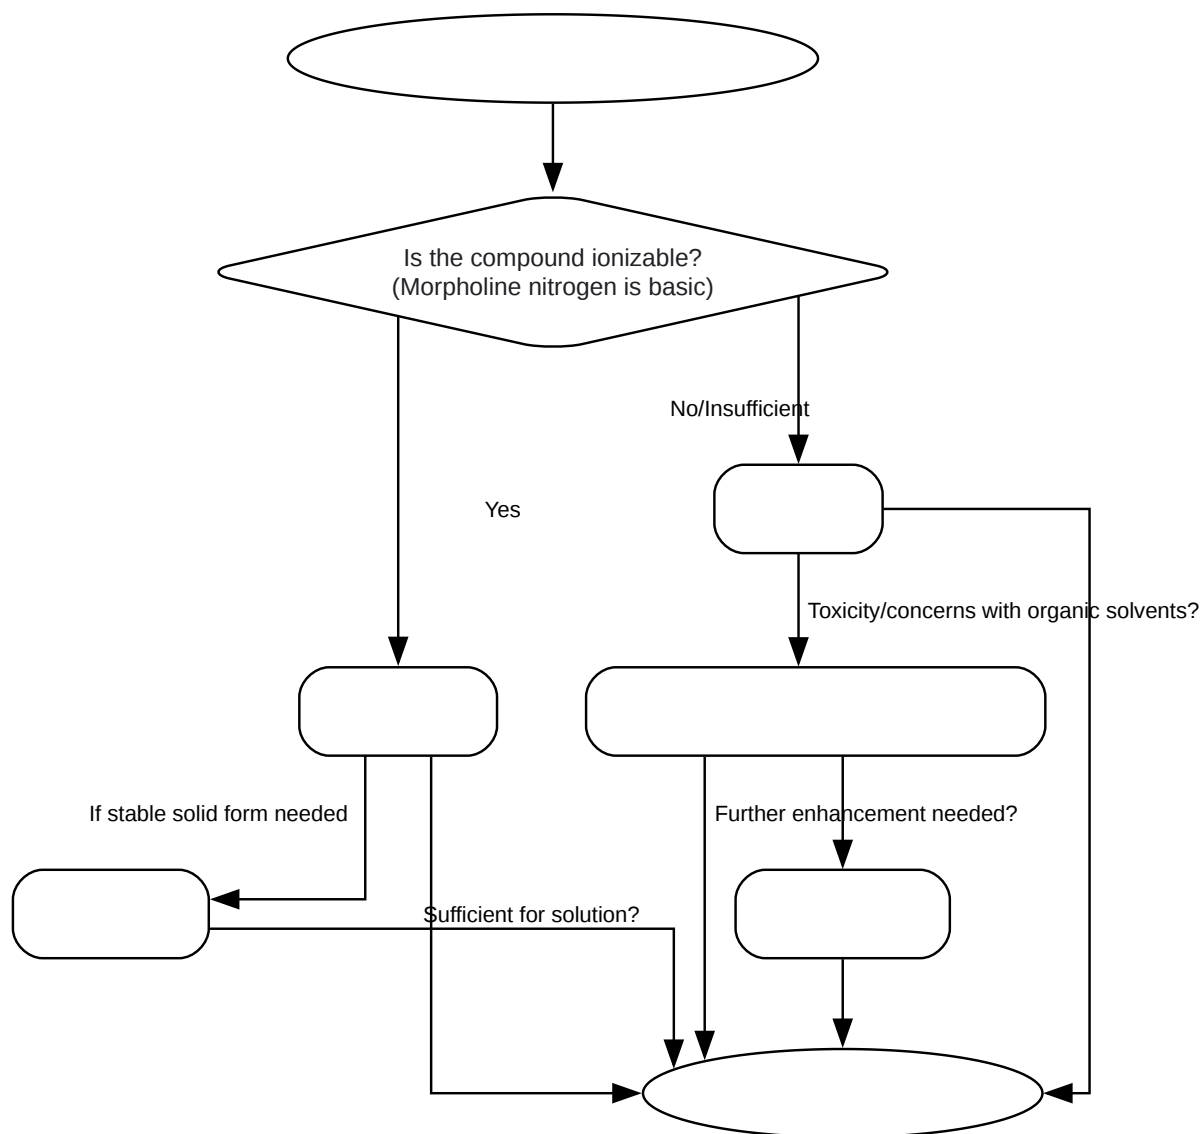 Is the compound ionizable?
(Morpholine nitrogen is basic)
No/Insufficient
Yes
Toxicity/concerns with organic solvents?
If stable solid form needed
Further enhancement needed?
Sufficient for solution?